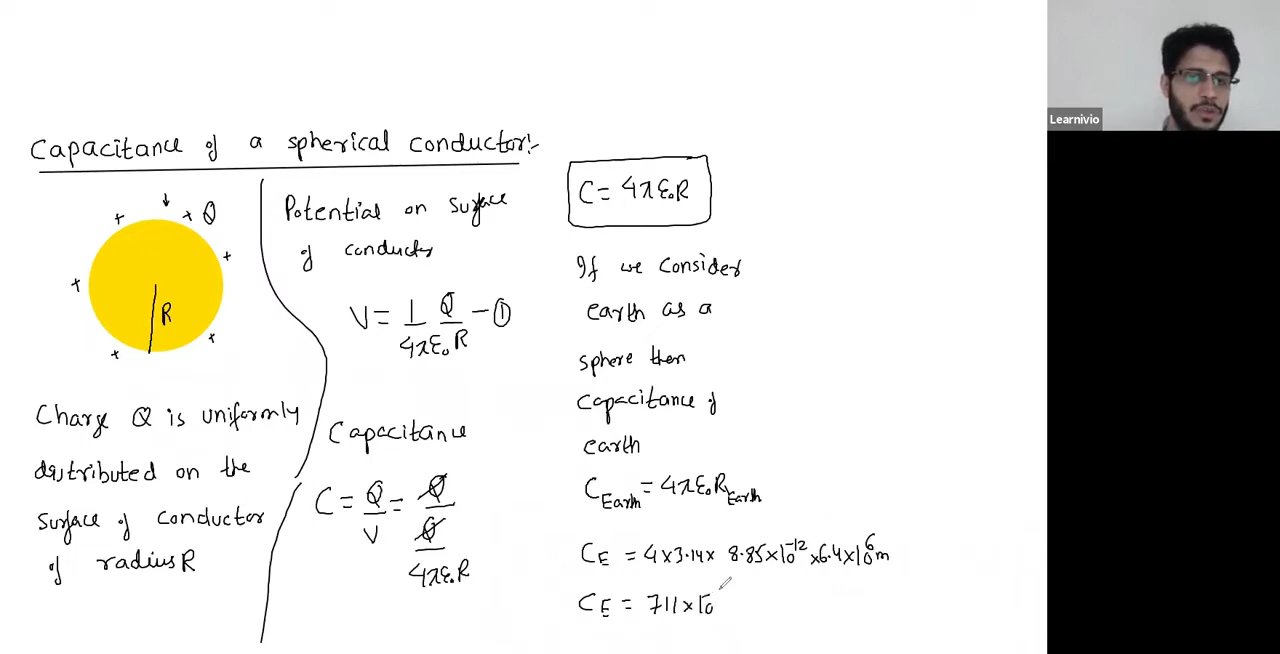 Capacitance of a spherical conductor:-
+ ↓ + Q
+ +
R
+ +
Charge Q is uniformly
distributed on the
surface of conductor
of radius R
Potential on surface
of conductor
V = 1/4πε₀ Q/R - ①
Capacitance
C = Q/V = Q/(Q/4πε₀R)
C = 4πε₀R
If we consider
earth as a
sphere then
capacitance of
earth
C_Earth = 4πε₀R_Earth
C_E = 4×3.14× 8.85×10⁻¹²×6.4×10⁶m
C_E = 711×10
Learnivio